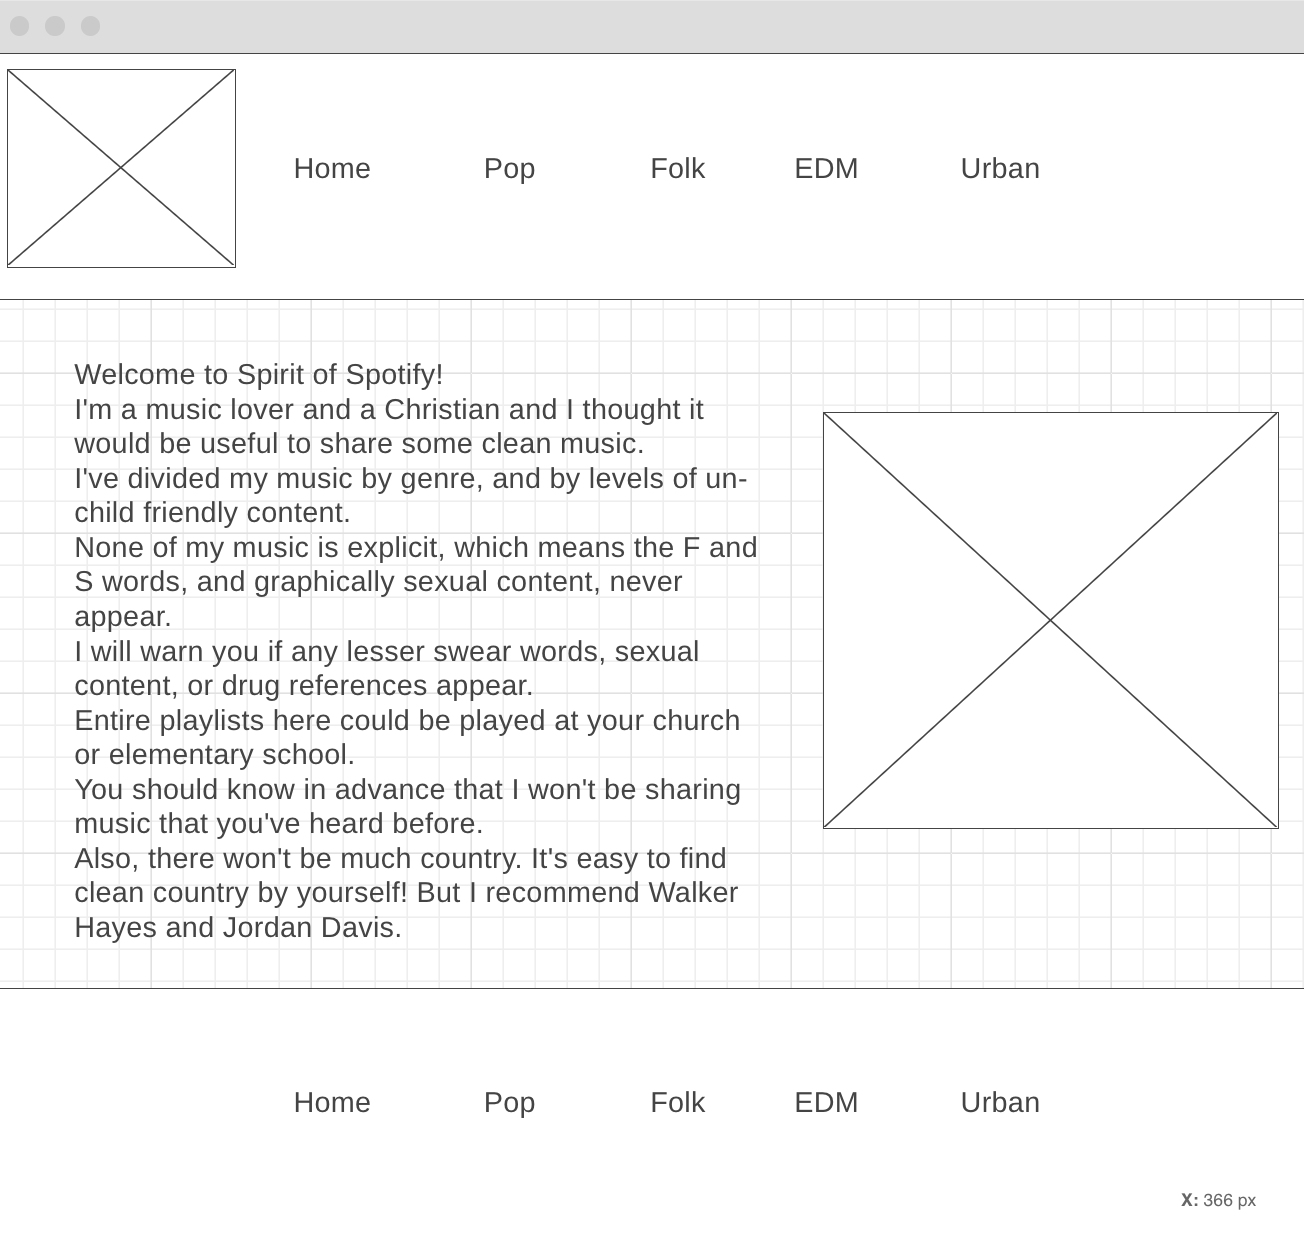 Home Pop Folk EDM Urban
Welcome to Spirit of Spotify!
I'm a music lover and a Christian and I thought it
would be useful to share some clean music.
I've divided my music by genre, and by levels of un-
child friendly content.
None of my music is explicit, which means the F and
S words, and graphically sexual content, never
appear.
I will warn you if any lesser swear words, sexual
content, or drug references appear.
Entire playlists here could be played at your church
or elementary school.
You should know in advance that I won't be sharing
music that you've heard before.
Also, there won't be much country. It's easy to find
clean country by yourself! But I recommend Walker
Hayes and Jordan Davis.
Home Pop Folk EDM Urban
X: 366 px